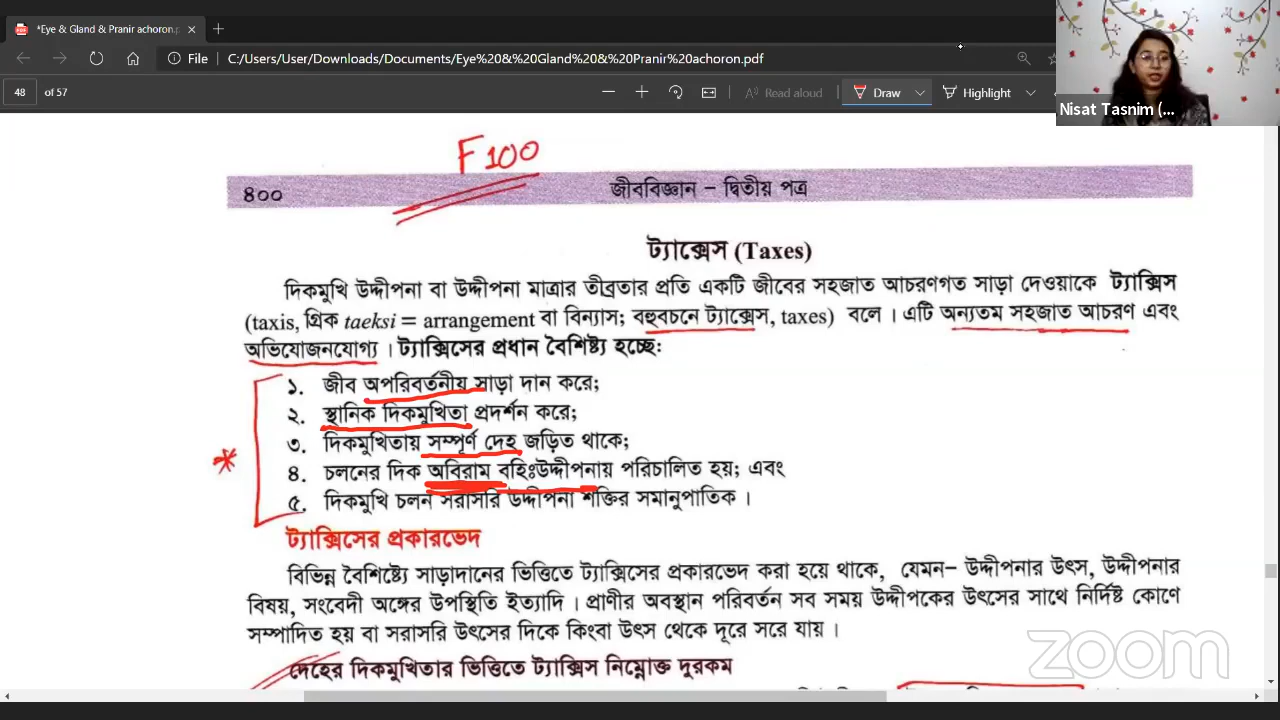 *Eye & Gland & Pranir achoron.p
File C:/Users/User/Downloads/Documents/Eye%20&%20Gland%20&%20Pranir%20achoron.pdf
48 of 57
Read aloud Draw Highlight
Nisat Tasnim (...
F 100
৪০০ জীববিজ্ঞান – দ্বিতীয় পত্র
ট্যাক্সেস (Taxes)
দিকমুখি উদ্দীপনা বা উদ্দীপনা মাত্রার তীব্রতার প্রতি একটি জীবের সহজাত আচরণগত সাড়া দেওয়াকে ট্যাক্সিস
(taxis, গ্রিক taeksi = arrangement বা বিন্যাস; বহুবচনে ট্যাক্সেস, taxes) বলে । এটি অন্যতম সহজাত আচরণ এবং
অভিযোজনযোগ্য । ট্যাক্সিসের প্রধান বৈশিষ্ট্য হচ্ছে:
১. জীব অপরিবর্তনীয় সাড়া দান করে;
২. স্থানিক দিকমুখিতা প্রদর্শন করে;
৩. দিকমুখিতায় সম্পূর্ণ দেহ জড়িত থাকে;
৪. চলনের দিক অবিরাম বহিঃউদ্দীপনায় পরিচালিত হয়; এবং
৫. দিকমুখি চলন সরাসরি উদ্দীপনা শক্তির সমানুপাতিক ।
ট্যাক্সিসের প্রকারভেদ
বিভিন্ন বৈশিষ্ট্যে সাড়াদানের ভিত্তিতে ট্যাক্সিসের প্রকারভেদ করা হয়ে থাকে, যেমন– উদ্দীপনার উৎস, উদ্দীপনার
বিষয়, সংবেদী অঙ্গের উপস্থিতি ইত্যাদি । প্রাণীর অবস্থান পরিবর্তন সব সময় উদ্দীপকের উৎসের সাথে নির্দিষ্ট কোণে
সম্পাদিত হয় বা সরাসরি উৎসের দিকে কিংবা উৎস থেকে দূরে সরে যায় ।
দেহের দিকমুখিতার ভিত্তিতে ট্যাক্সিস নিম্নোক্ত দুরকম
zoom